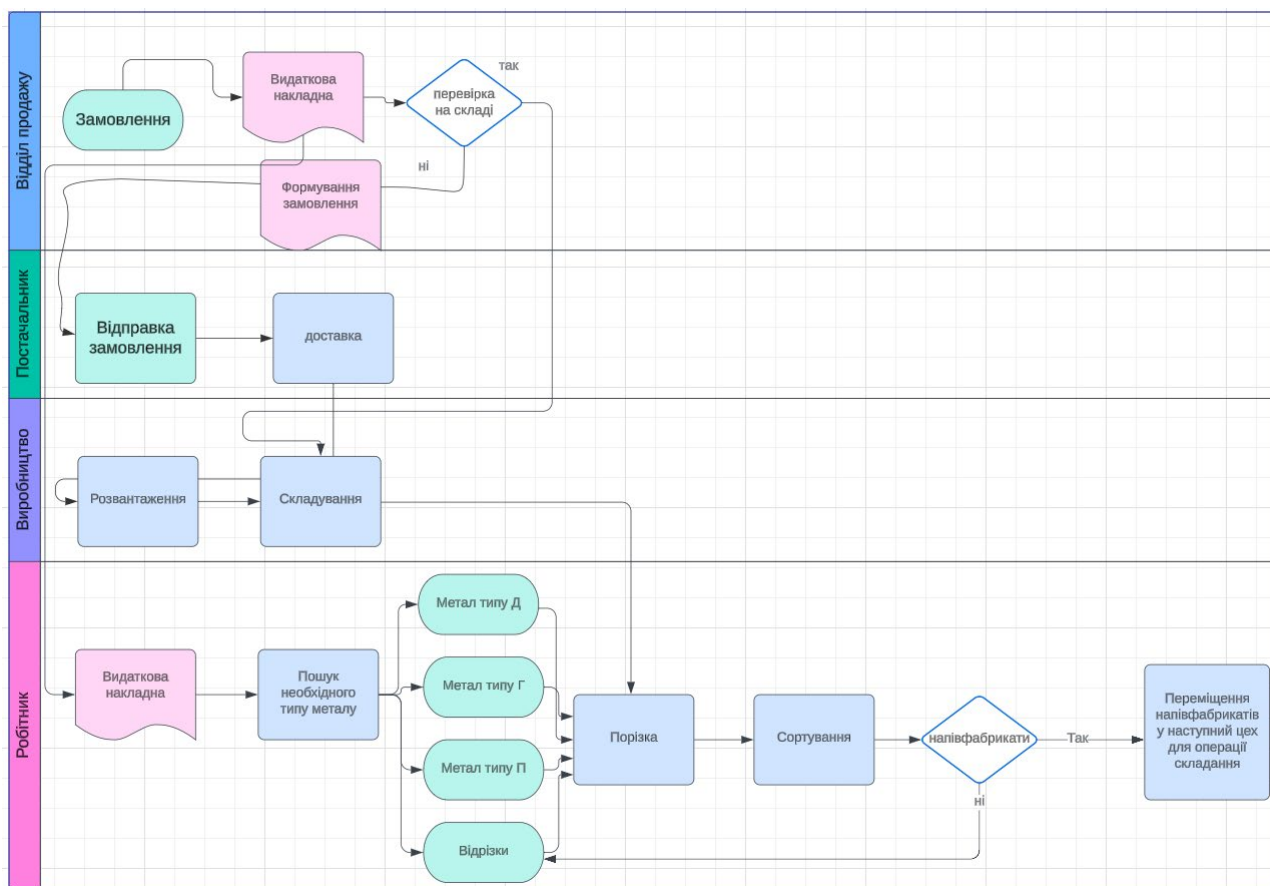 Відділ продажу
Замовлення
Видаткова
накладна
перевірка
на складі
так
ні
Формування
замовлення
Постачальник
Відправка
замовлення
доставка
Виробництво
Розвантаження
Складування
Робітник
Видаткова
накладна
Пошук
необхідного
типу металу
Метал типу Д
Метал типу Г
Метал типу П
Відрізки
Порізка
Сортування
напівфабрикати
Так
ні
Переміщення
напівфабрикатів
у наступний цех
для операції
складання